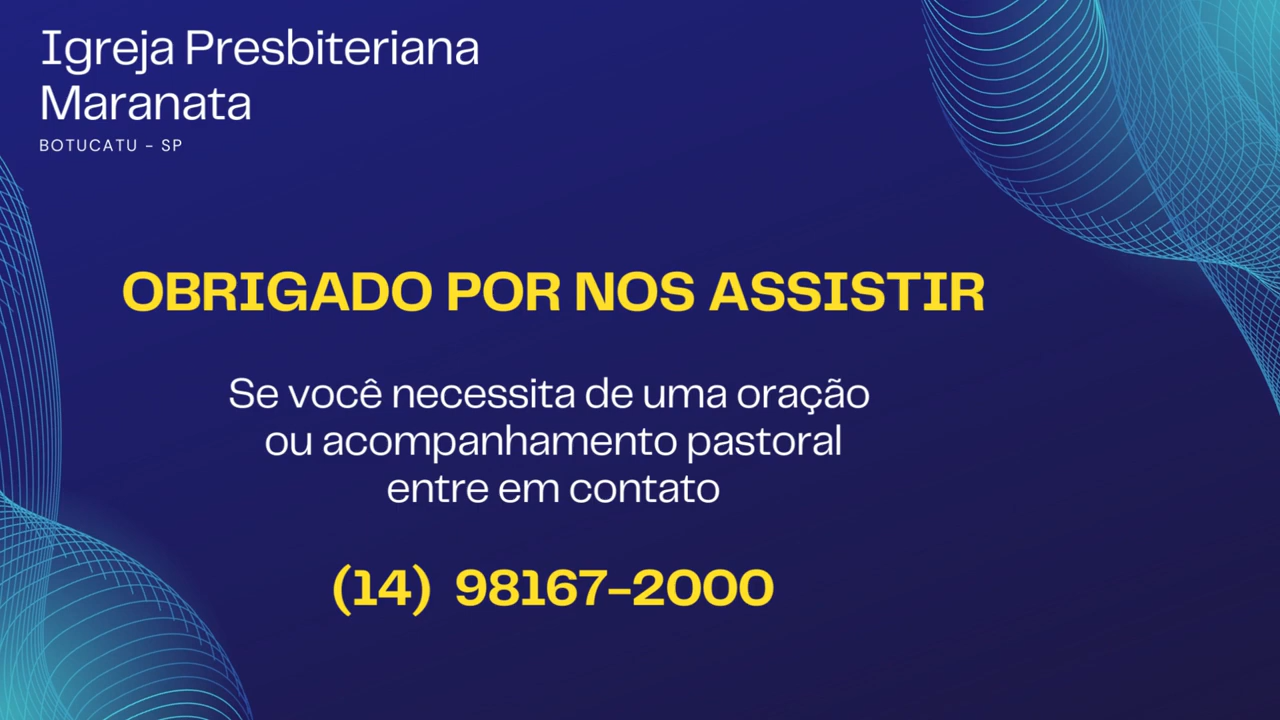 Igreja Presbiteriana
Maranata
BOTUCATU - SP
OBRIGADO POR NOS ASSISTIR
Se você necessita de uma oração
ou acompanhamento pastoral
entre em contato
(14) 98167-2000